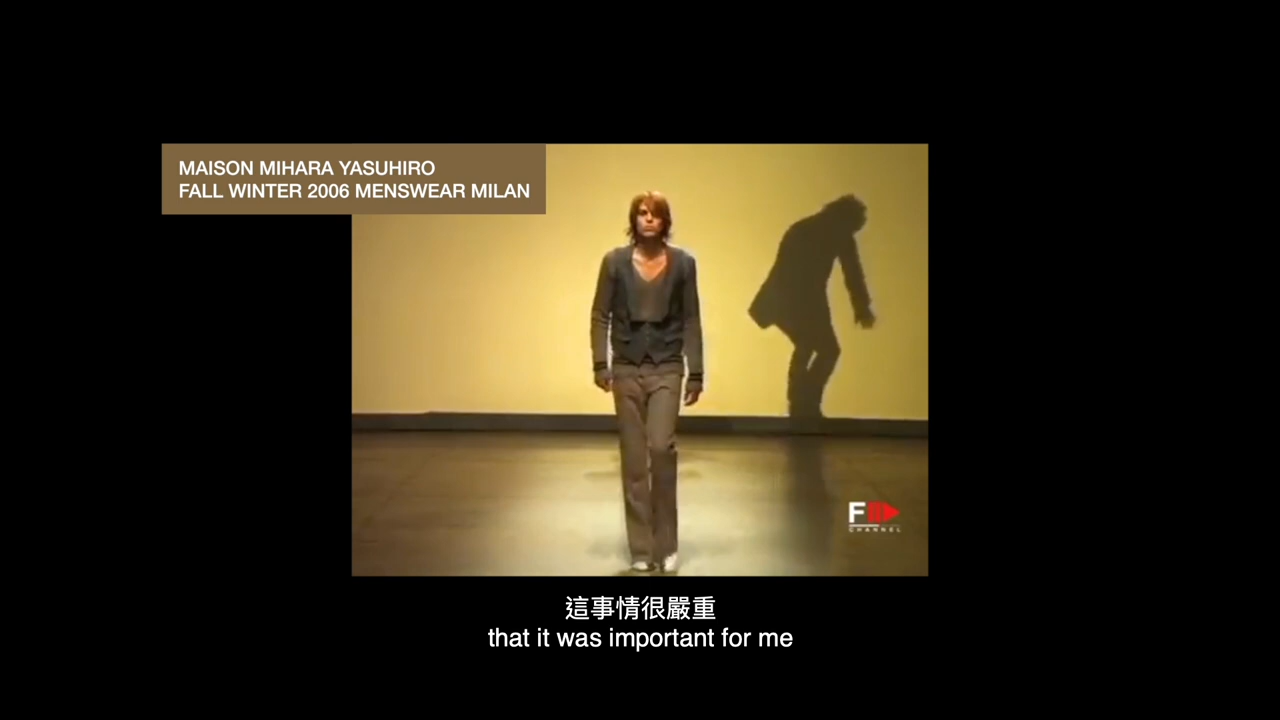 MAISON MIHARA YASUHIRO
FALL WINTER 2006 MENSWEAR MILAN
F
CHANNEL
這事情很嚴重
that it was important for me